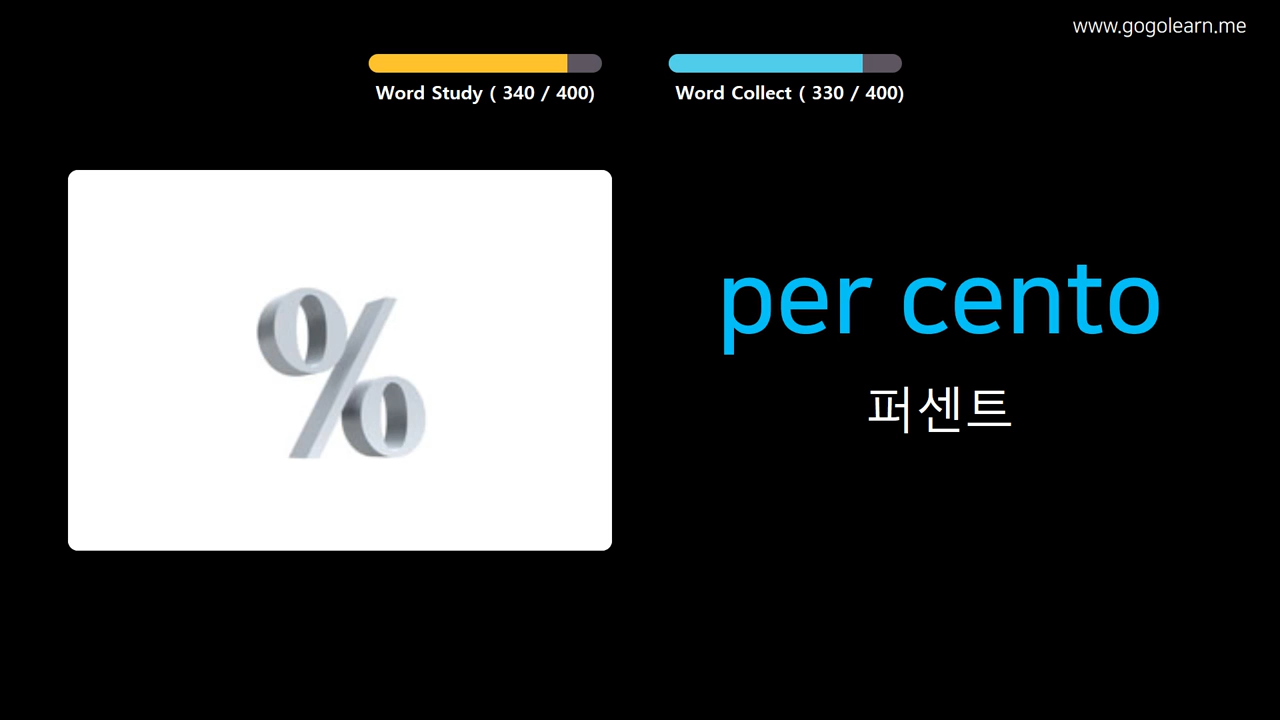 www.gogolearn.me
Word Study ( 340 / 400)
Word Collect ( 330 / 400)
%
per cento
퍼센트